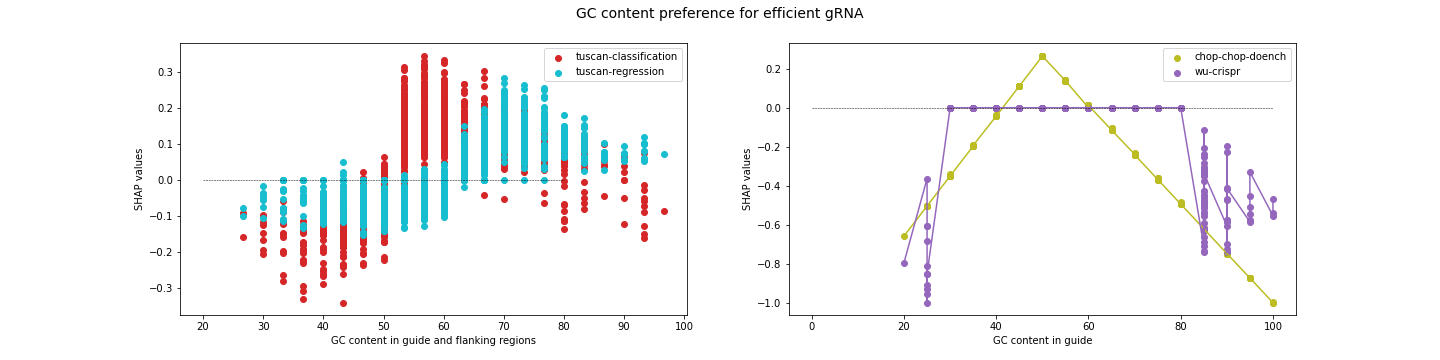 GC content preference for efficient gRNA
tuscan-classification
tuscan-regression
0.3
0.2
0.1
0.0
−0.1
−0.2
−0.3
SHAP values
20 30 40 50 60 70 80 90 100
GC content in guide and flanking regions
chop-chop-doench
wu-crispr
0.2
0.0
−0.2
−0.4
−0.6
−0.8
−1.0
SHAP values
0 20 40 60 80 100
GC content in guide